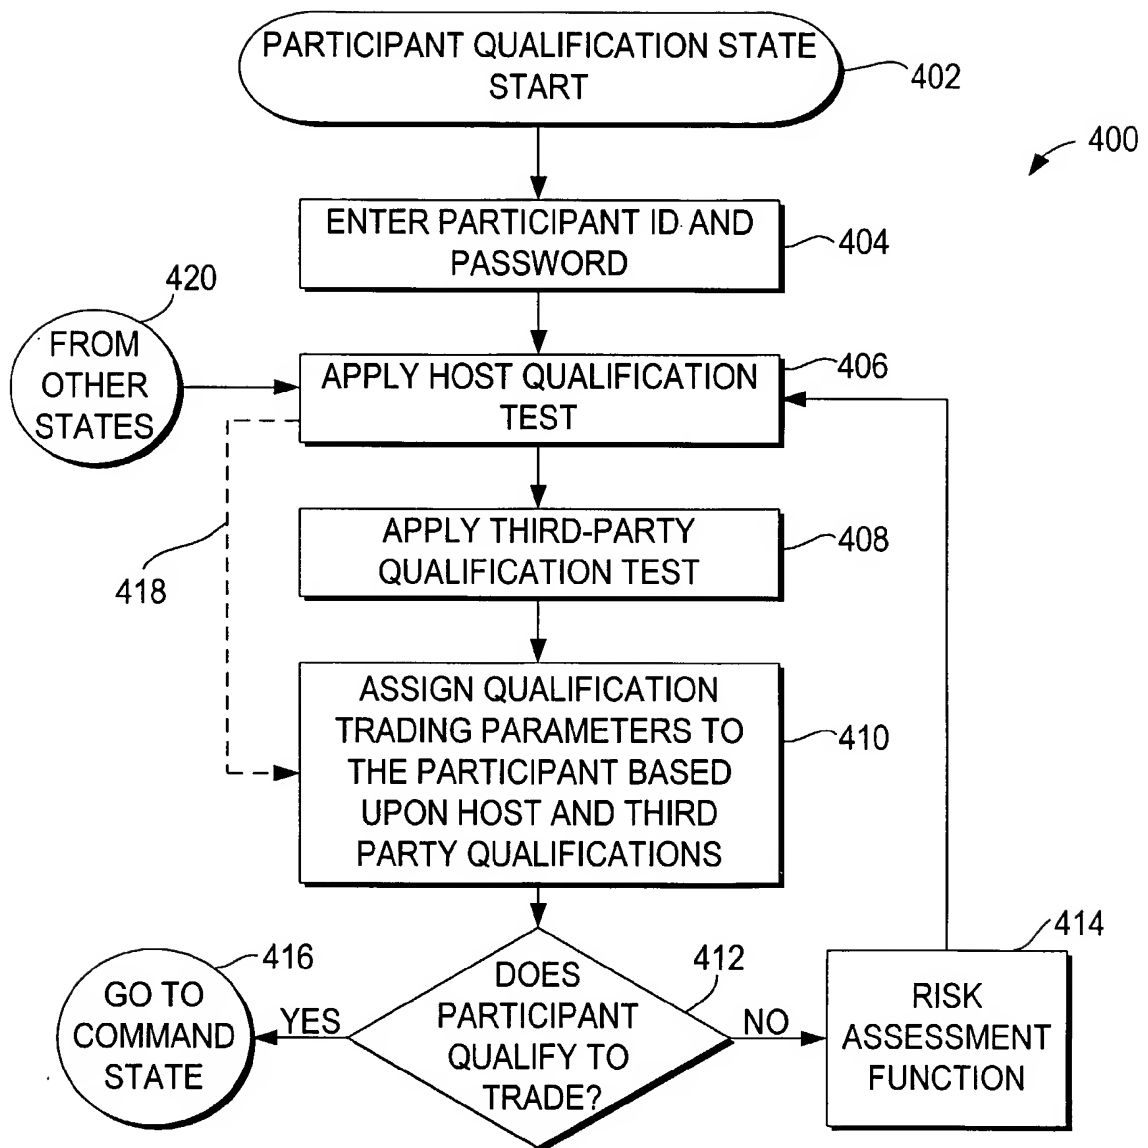 PARTICIPANT QUALIFICATION STATE
START
402
400
ENTER PARTICIPANT ID AND
PASSWORD
404
420
FROM
OTHER
STATES
APPLY HOST QUALIFICATION
TEST
406
418
APPLY THIRD-PARTY
QUALIFICATION TEST
408
ASSIGN QUALIFICATION
TRADING PARAMETERS TO
THE PARTICIPANT BASED
UPON HOST AND THIRD
PARTY QUALIFICATIONS
410
416
GO TO
COMMAND
STATE
YES
DOES
PARTICIPANT
QUALIFY TO
TRADE?
412
NO
414
RISK
ASSESSMENT
FUNCTION